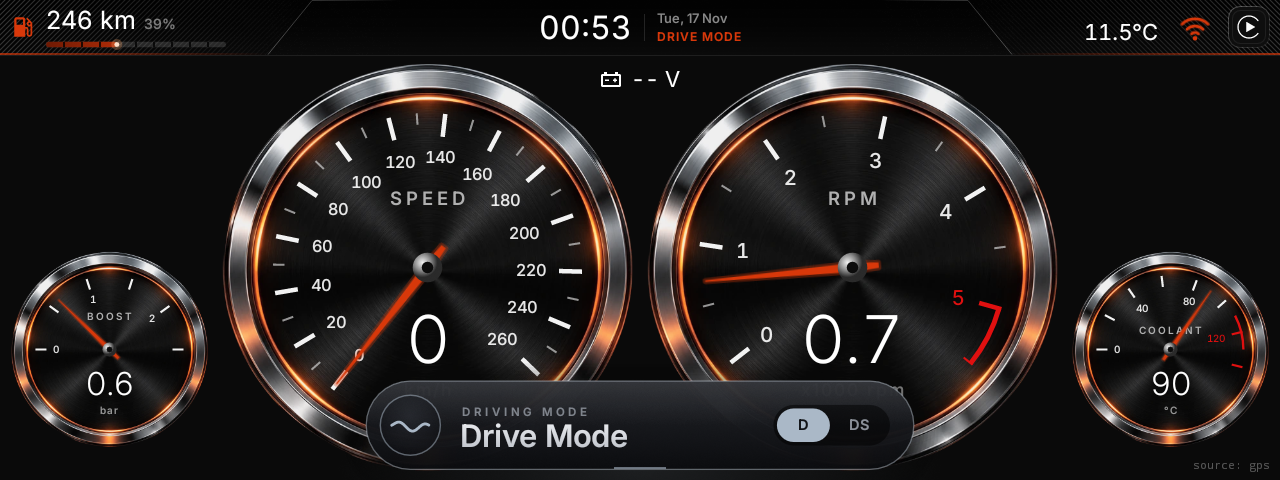 246 km 39%
00:53
Tue, 17 Nov
DRIVE MODE
11.5°C
-- V
SPEED
0 20 40 60 80 100 120 140 160 180 200 220 240 260
0
RPM
0 1 2 3 4 5
0.7
BOOST
0 1 2
0.6
bar
COOLANT
0 40 80 120
90
°C
DRIVING MODE
Drive Mode
D DS
source: gps